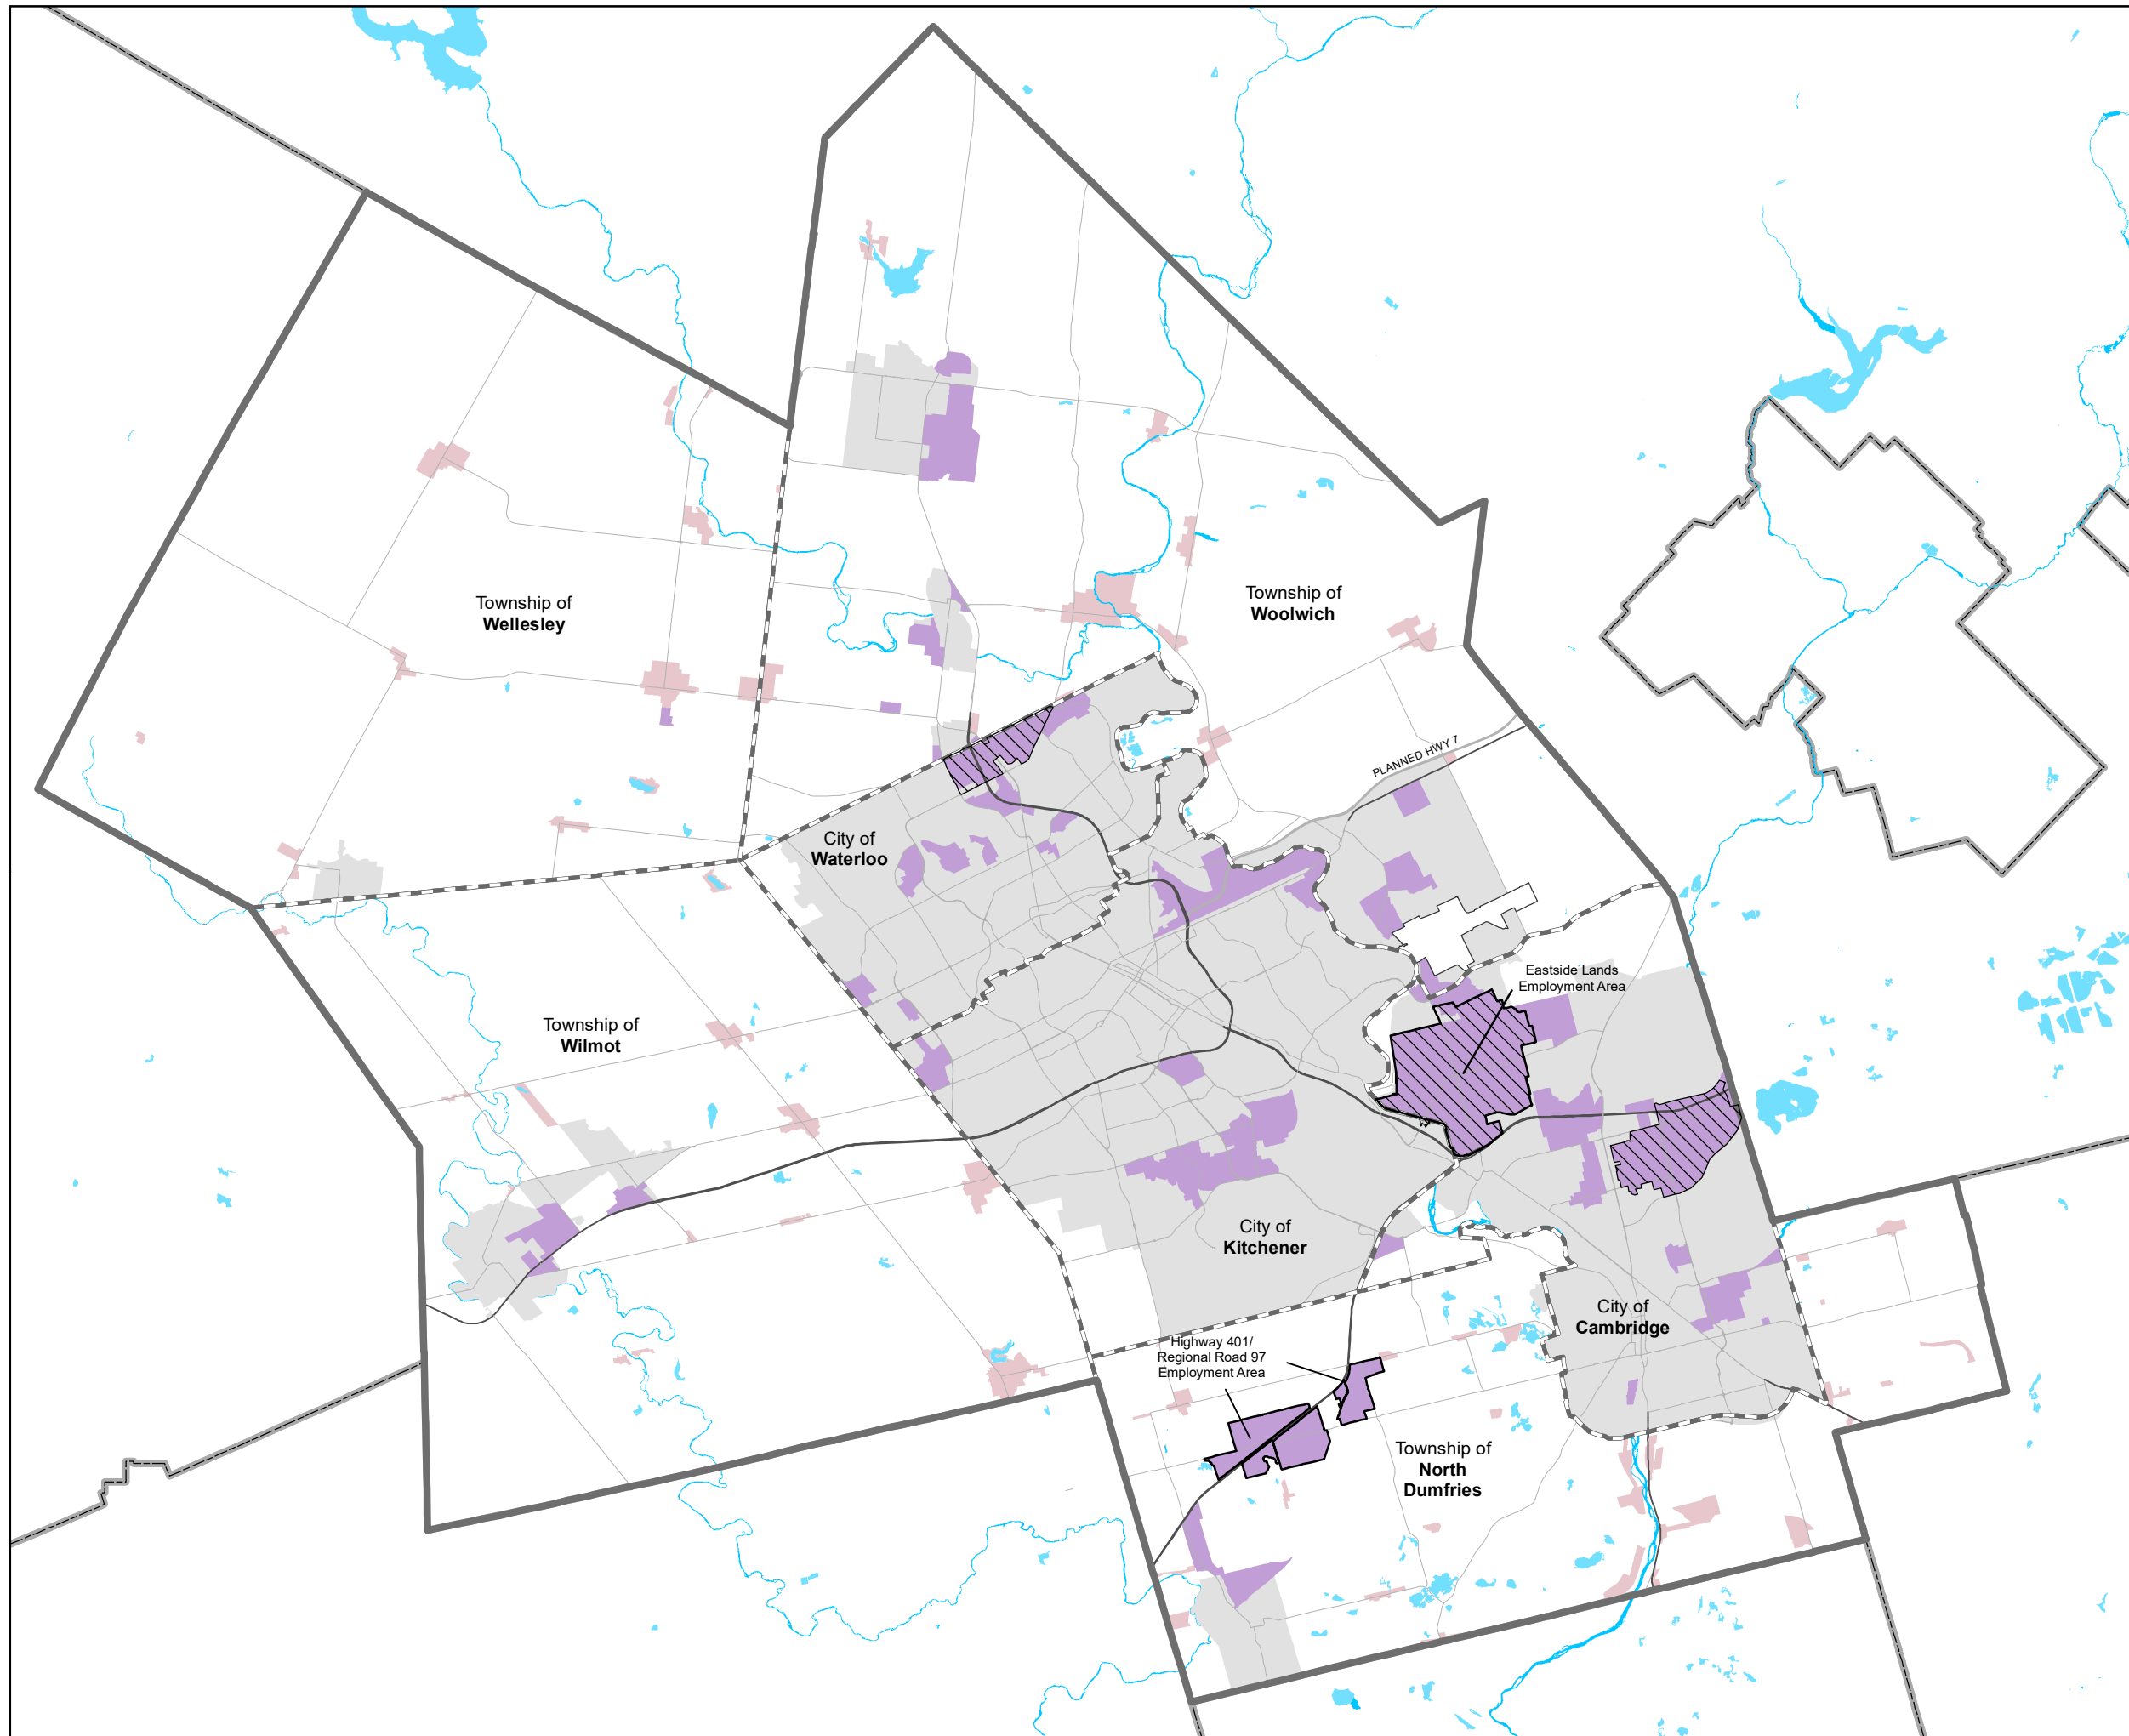 Township of
Wellesley
Township of
Woolwich
PLANNED HWY 7
City of
Waterloo
Eastside Lands
Employment Area
Township of
Wilmot
City of
Kitchener
City of
Cambridge
Highway 401/
Regional Road 97
Employment Area
Township of
North
Dumfries